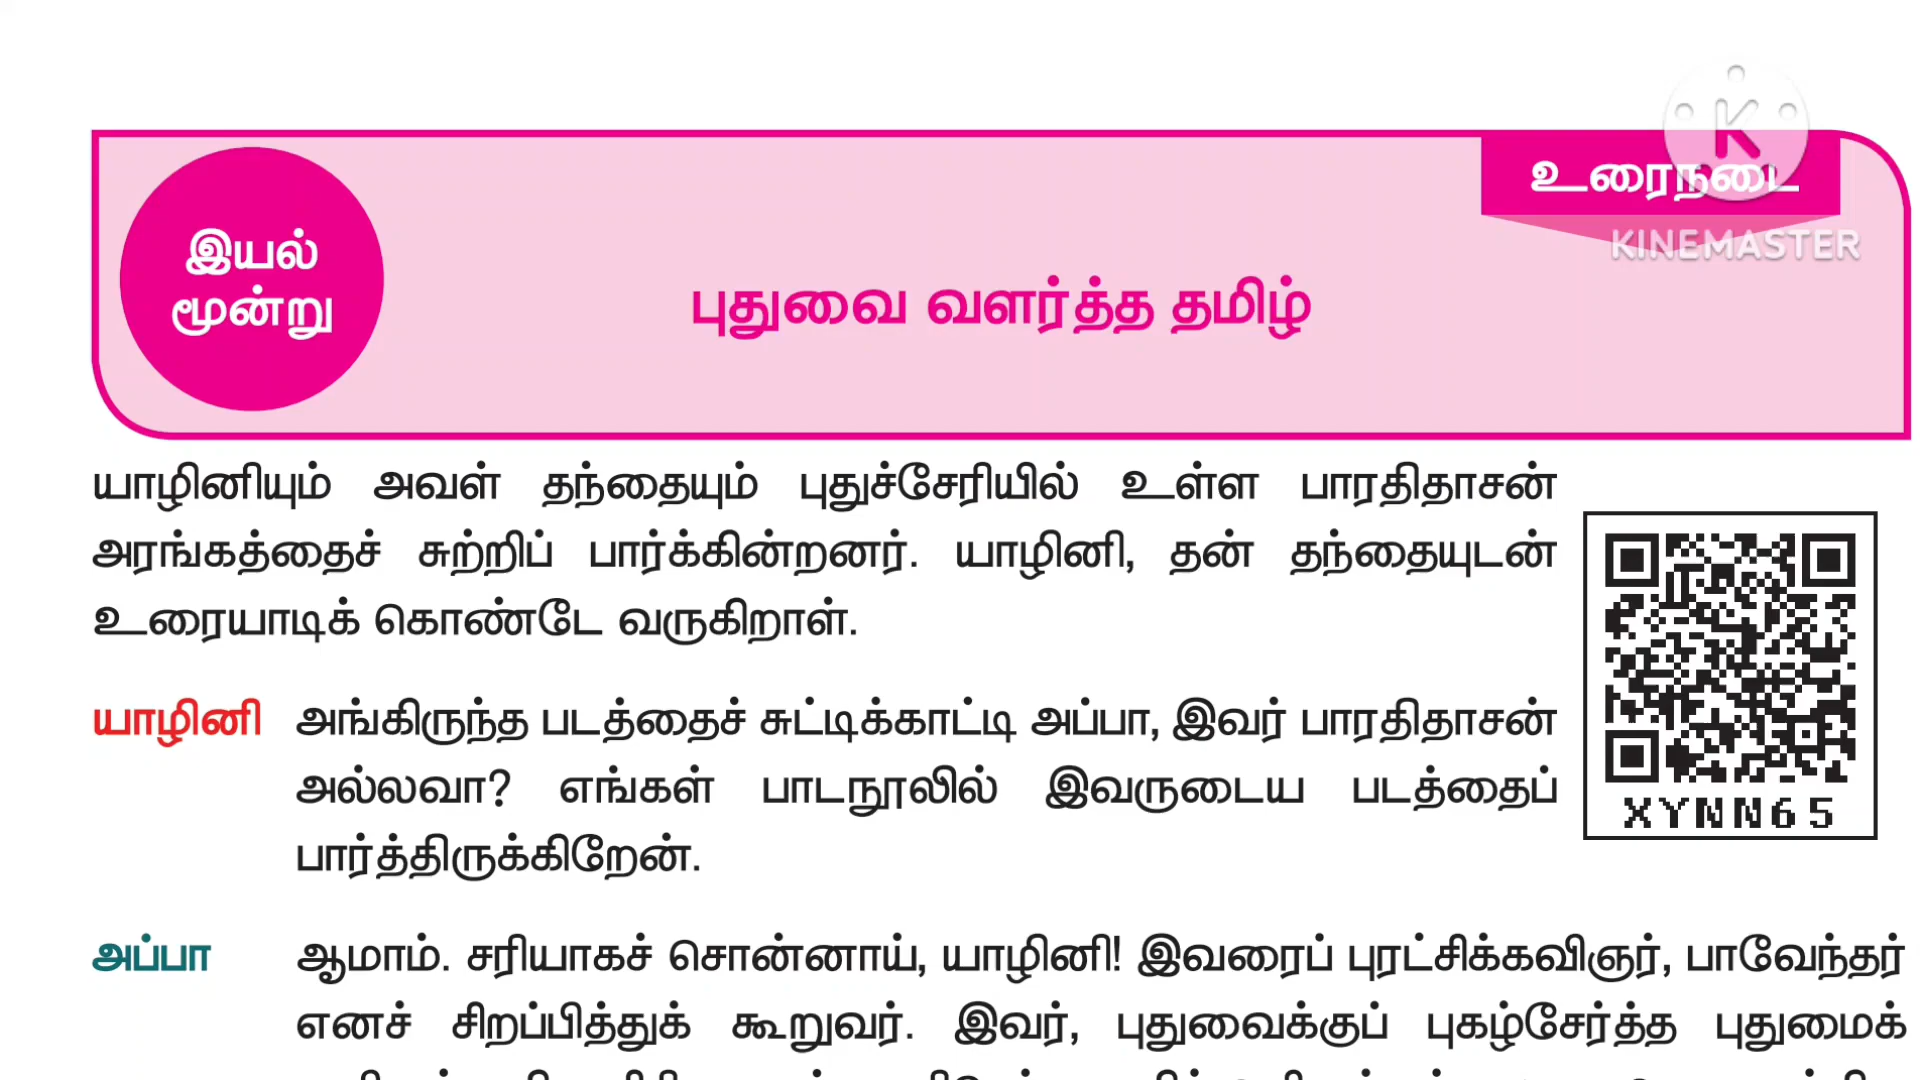 உரைநடை
KINEMASTER
இயல்
மூன்று
புதுவை வளர்த்த தமிழ்
யாழினியும் அவள் தந்தையும் புதுச்சேரியில் உள்ள பாரதிதாசன்
அரங்கத்தைச் சுற்றிப் பார்க்கின்றனர். யாழினி, தன் தந்தையுடன்
உரையாடிக் கொண்டே வருகிறாள்.
யாழினி அங்கிருந்த படத்தைச் சுட்டிக்காட்டி அப்பா, இவர் பாரதிதாசன்
அல்லவா? எங்கள் பாடநூலில் இவருடைய படத்தைப்
பார்த்திருக்கிறேன்.
XYNN65
அப்பா ஆமாம். சரியாகச் சொன்னாய், யாழினி! இவரைப் புரட்சிக்கவிஞர், பாவேந்தர்
எனச் சிறப்பித்துக் கூறுவர். இவர், புதுவைக்குப் புகழ்சேர்த்த புதுமைக்